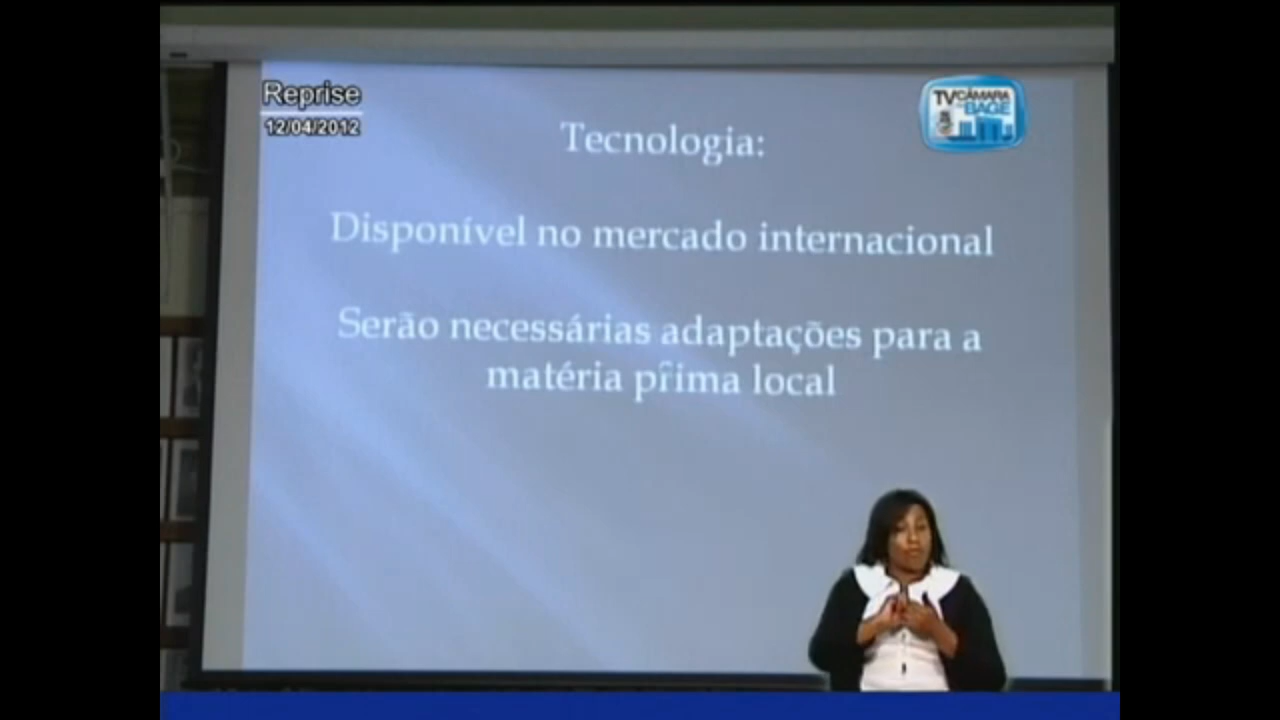 Reprise
12/04/2012
TV CÂMARA
BAGÉ
Tecnologia:
Disponível no mercado internacional
Serão necessárias adaptações para a
matéria prima local